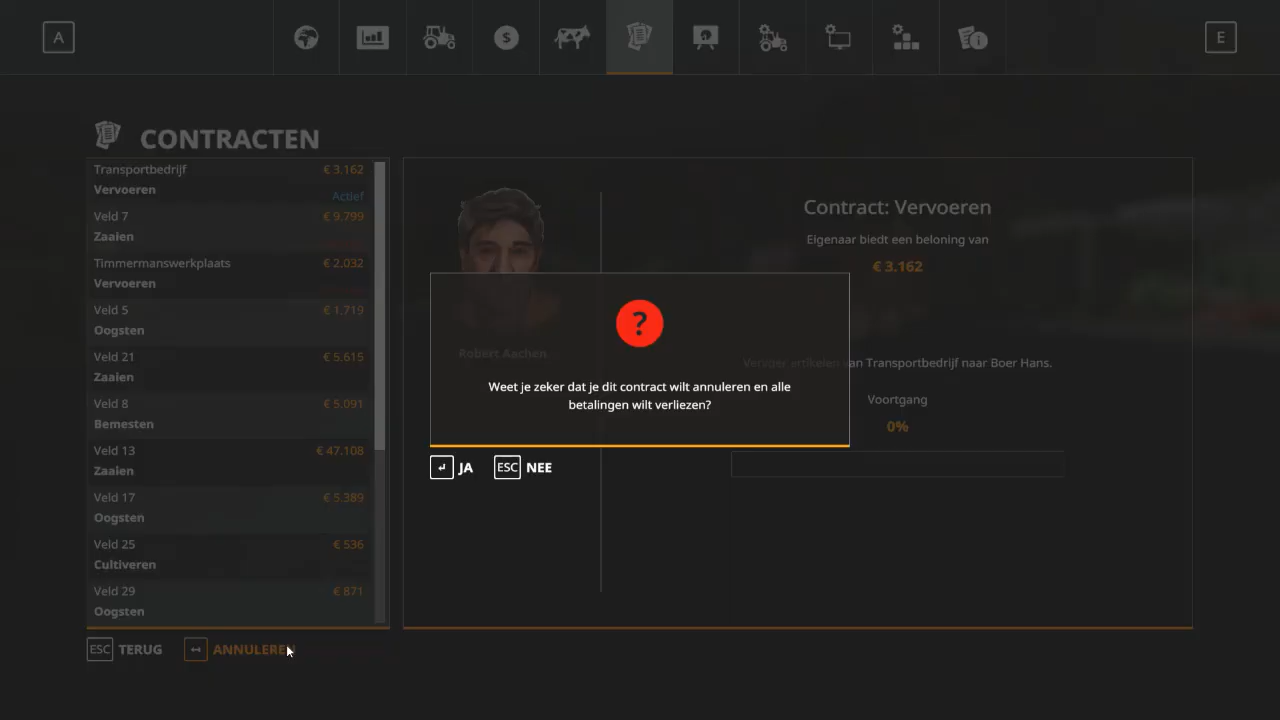 A
E
CONTRACTEN
Transportbedrijf € 3.162
Vervoeren
Actief
Veld 7 € 9.799
Zaaien
Timmermanswerkplaats € 2.032
Vervoeren
Veld 5 € 1.719
Oogsten
Veld 21 € 5.615
Zaaien
Veld 8 € 5.091
Bemesten
Veld 13 € 47.108
Zaaien
Veld 17 € 5.389
Oogsten
Veld 25 € 536
Cultiveren
Veld 29 € 871
Oogsten
Robert Aachen
Contract: Vervoeren
Eigenaar biedt een beloning van
€ 3.162
Vervoer artikelen van Transportbedrijf naar Boer Hans.
Voortgang
0%
?
Weet je zeker dat je dit contract wilt annuleren en alle
betalingen wilt verliezen?
JA ESC NEE
ESC TERUG ANNULEREN